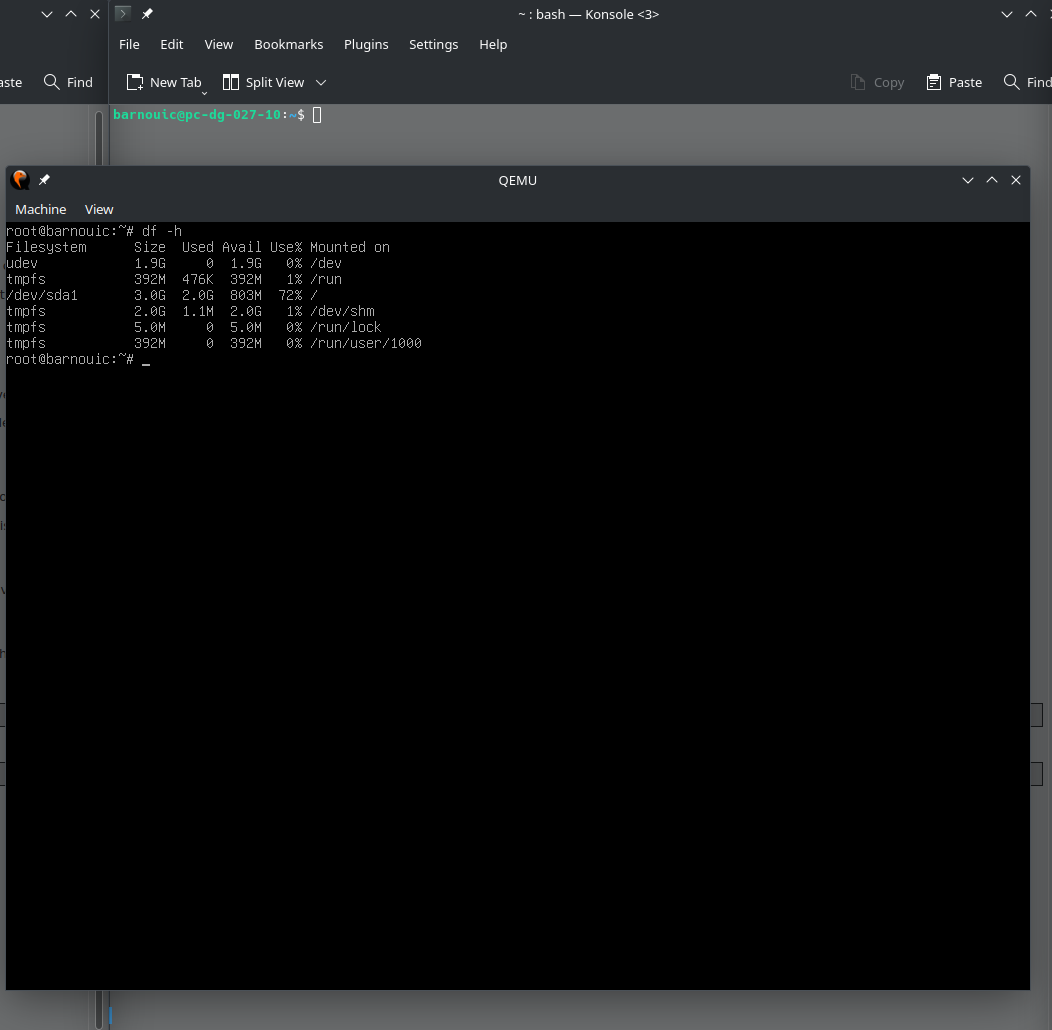 ~ : bash — Konsole <3>
File Edit View Bookmarks Plugins Settings Help
aste Find New Tab Split View Copy Paste Find
barnouic@pc-dg-027-10:~$
QEMU
Machine View
root@barnouic:~# df -h
Filesystem Size Used Avail Use% Mounted on
udev 1.9G 0 1.9G 0% /dev
tmpfs 392M 476K 392M 1% /run
/dev/sda1 3.0G 2.0G 803M 72% /
tmpfs 2.0G 1.1M 2.0G 1% /dev/shm
tmpfs 5.0M 0 5.0M 0% /run/lock
tmpfs 392M 0 392M 0% /run/user/1000
root@barnouic:~# _